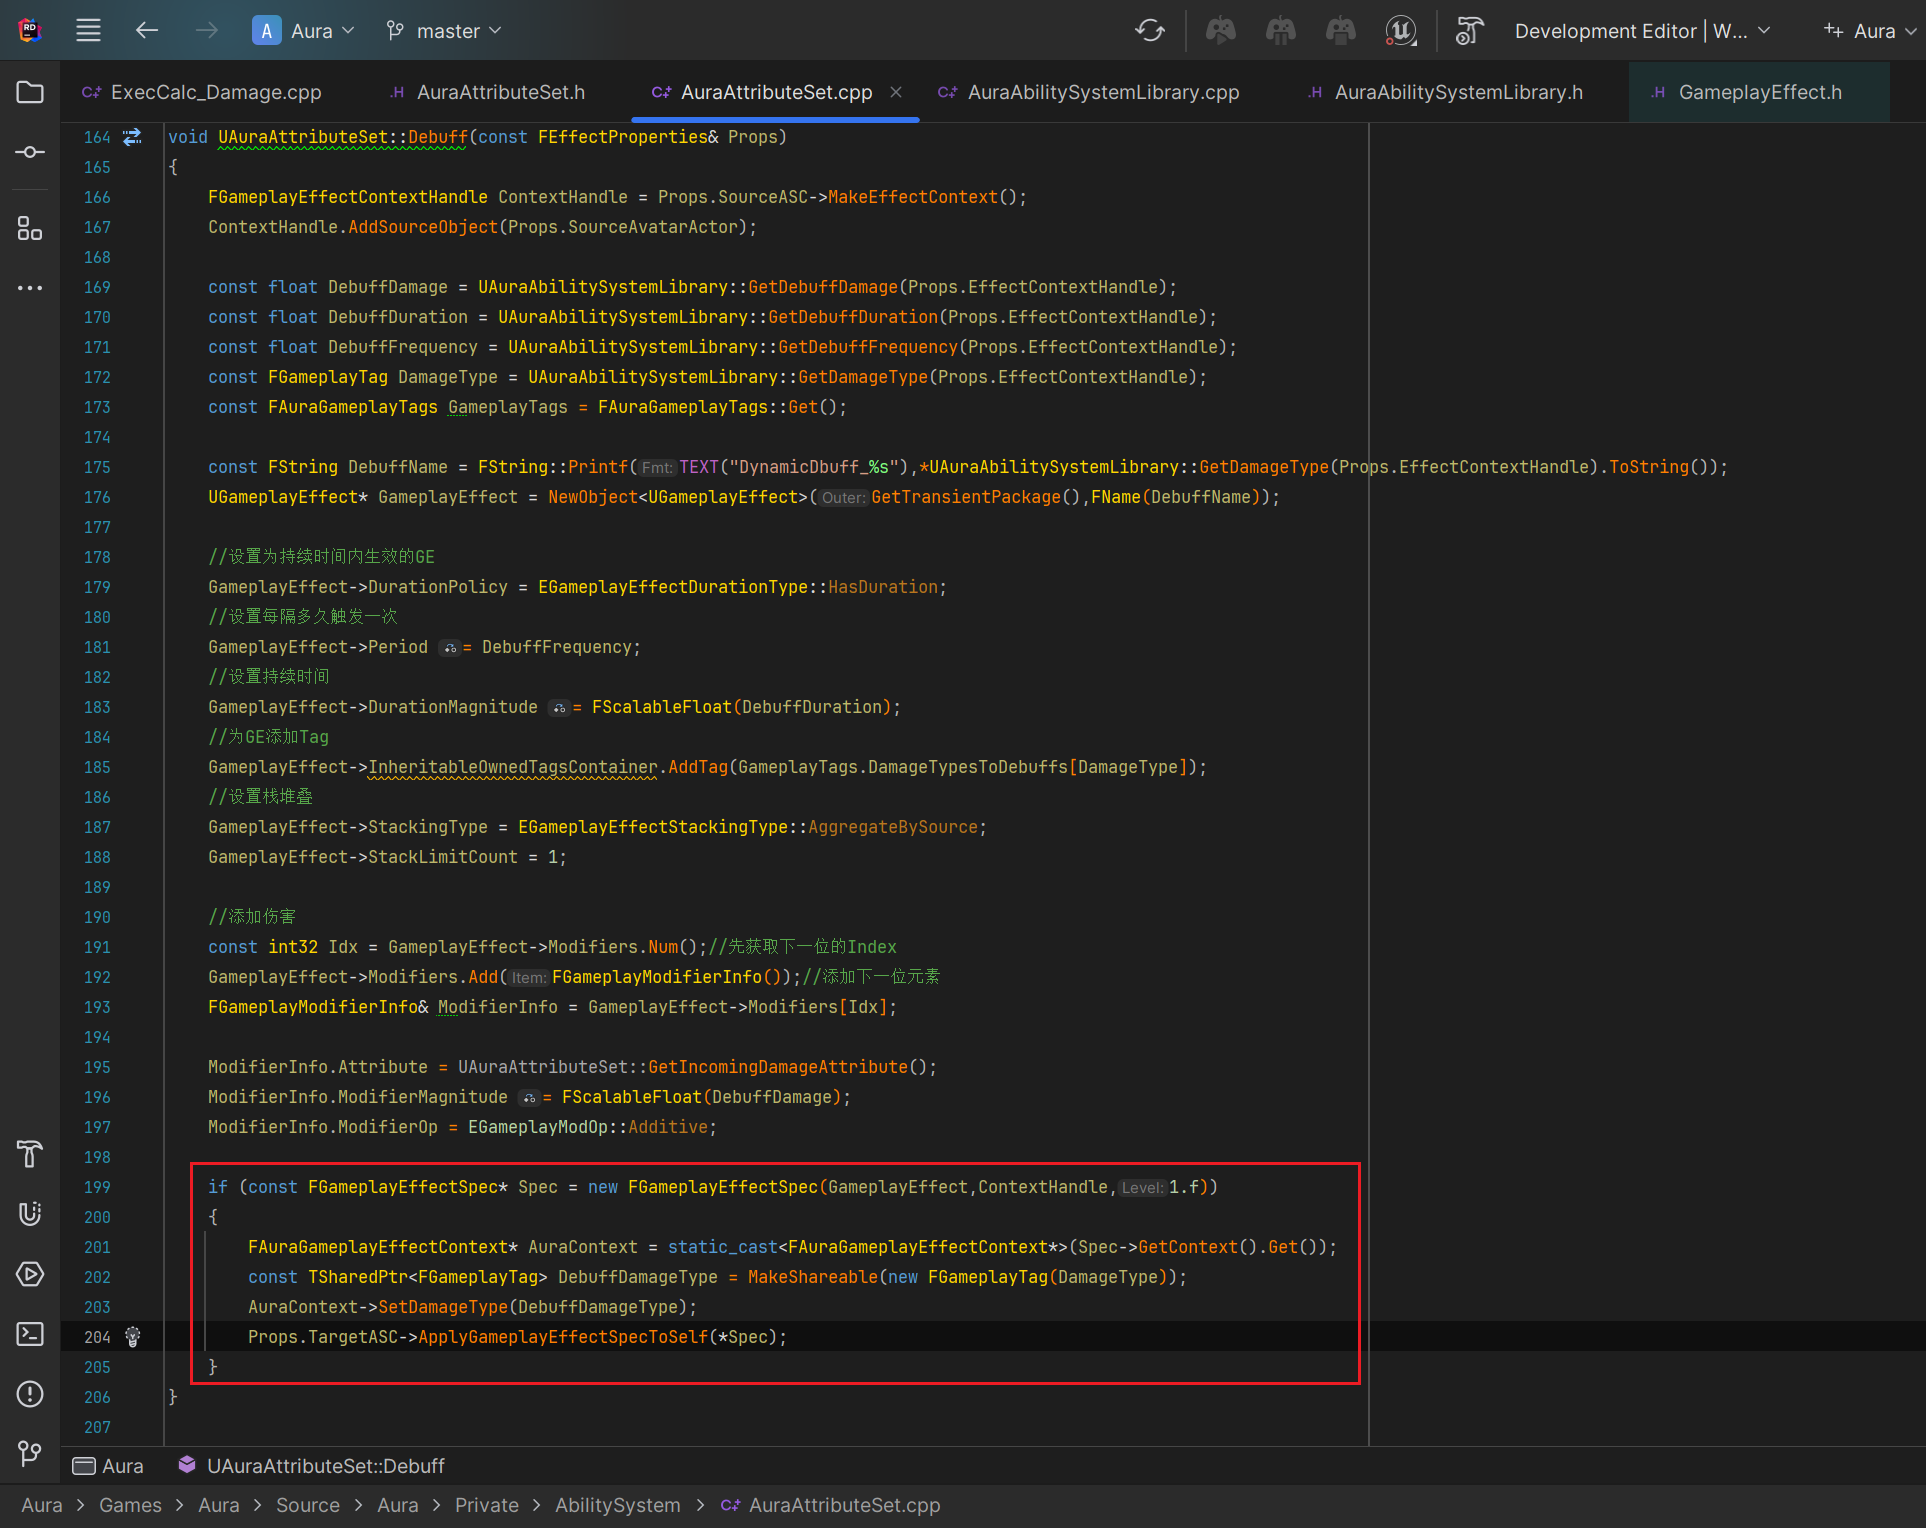 A Aura master Development Editor | W... Aura
ExecCalc_Damage.cpp AuraAttributeSet.h AuraAttributeSet.cpp AuraAbilitySystemLibrary.cpp AuraAbilitySystemLibrary.h GameplayEffect.h
164 void UAuraAttributeSet::Debuff(const FEffectProperties& Props)
165 {
166 FGameplayEffectContextHandle ContextHandle = Props.SourceASC->MakeEffectContext();
167 ContextHandle.AddSourceObject(Props.SourceAvatarActor);
168
169 const float DebuffDamage = UAuraAbilitySystemLibrary::GetDebuffDamage(Props.EffectContextHandle);
170 const float DebuffDuration = UAuraAbilitySystemLibrary::GetDebuffDuration(Props.EffectContextHandle);
171 const float DebuffFrequency = UAuraAbilitySystemLibrary::GetDebuffFrequency(Props.EffectContextHandle);
172 const FGameplayTag DamageType = UAuraAbilitySystemLibrary::GetDamageType(Props.EffectContextHandle);
173 const FAuraGameplayTags GameplayTags = FAuraGameplayTags::Get();
174
175 const FString DebuffName = FString::Printf(Fmt: TEXT("DynamicDbuff_%s"),*UAuraAbilitySystemLibrary::GetDamageType(Props.EffectContextHandle).ToString());
176 UGameplayEffect* GameplayEffect = NewObject<UGameplayEffect>(Outer: GetTransientPackage(),FName(DebuffName));
177
178 //设置为持续时间内生效的GE
179 GameplayEffect->DurationPolicy = EGameplayEffectDurationType::HasDuration;
180 //设置每隔多久触发一次
181 GameplayEffect->Period = DebuffFrequency;
182 //设置持续时间
183 GameplayEffect->DurationMagnitude = FScalableFloat(DebuffDuration);
184 //为GE添加Tag
185 GameplayEffect->InheritableOwnedTagsContainer.AddTag(GameplayTags.DamageTypesToDebuffs[DamageType]);
186 //设置栈堆叠
187 GameplayEffect->StackingType = EGameplayEffectStackingType::AggregateBySource;
188 GameplayEffect->StackLimitCount = 1;
189
190 //添加伤害
191 const int32 Idx = GameplayEffect->Modifiers.Num();//先获取下一位的Index
192 GameplayEffect->Modifiers.Add(Item: FGameplayModifierInfo());//添加下一位元素
193 FGameplayModifierInfo& ModifierInfo = GameplayEffect->Modifiers[Idx];
194
195 ModifierInfo.Attribute = UAuraAttributeSet::GetIncomingDamageAttribute();
196 ModifierInfo.ModifierMagnitude = FScalableFloat(DebuffDamage);
197 ModifierInfo.ModifierOp = EGameplayModOp::Additive;
198
199 if (const FGameplayEffectSpec* Spec = new FGameplayEffectSpec(GameplayEffect,ContextHandle,Level: 1.f))
200 {
201 FAuraGameplayEffectContext* AuraContext = static_cast<FAuraGameplayEffectContext*>(Spec->GetContext().Get());
202 const TSharedPtr<FGameplayTag> DebuffDamageType = MakeShareable(new FGameplayTag(DamageType));
203 AuraContext->SetDamageType(DebuffDamageType);
204 Props.TargetASC->ApplyGameplayEffectSpecToSelf(*Spec);
205 }
206 }
207
Aura UAuraAttributeSet::Debuff
Aura > Games > Aura > Source > Aura > Private > AbilitySystem > AuraAttributeSet.cpp